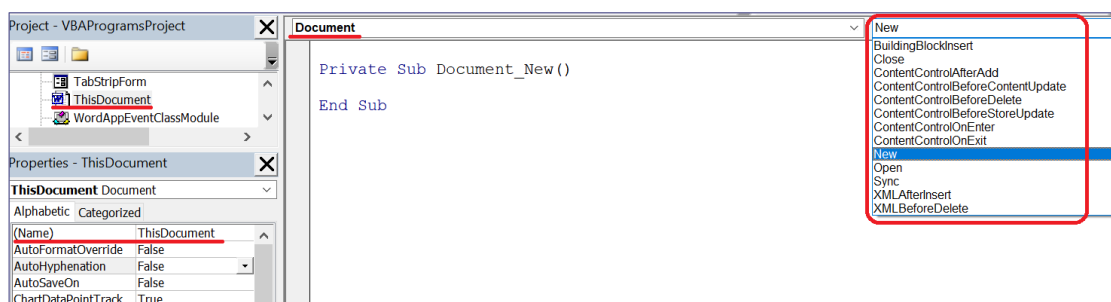 Project - VBAProgramsProject
TabStripForm
ThisDocument
WordAppEventClassModule
Properties - ThisDocument
ThisDocument Document
Alphabetic Categorized
(Name) ThisDocument
AutoFormatOverride False
AutoHyphenation False
AutoSaveOn False
ChartDataPointTrack True
Document
Private Sub Document_New()
End Sub
New
BuildingBlockInsert
Close
ContentControlAfterAdd
ContentControlBeforeContentUpdate
ContentControlBeforeDelete
ContentControlBeforeStoreUpdate
ContentControlOnEnter
ContentControlOnExit
New
Open
Sync
XMLAfterInsert
XMLBeforeDelete